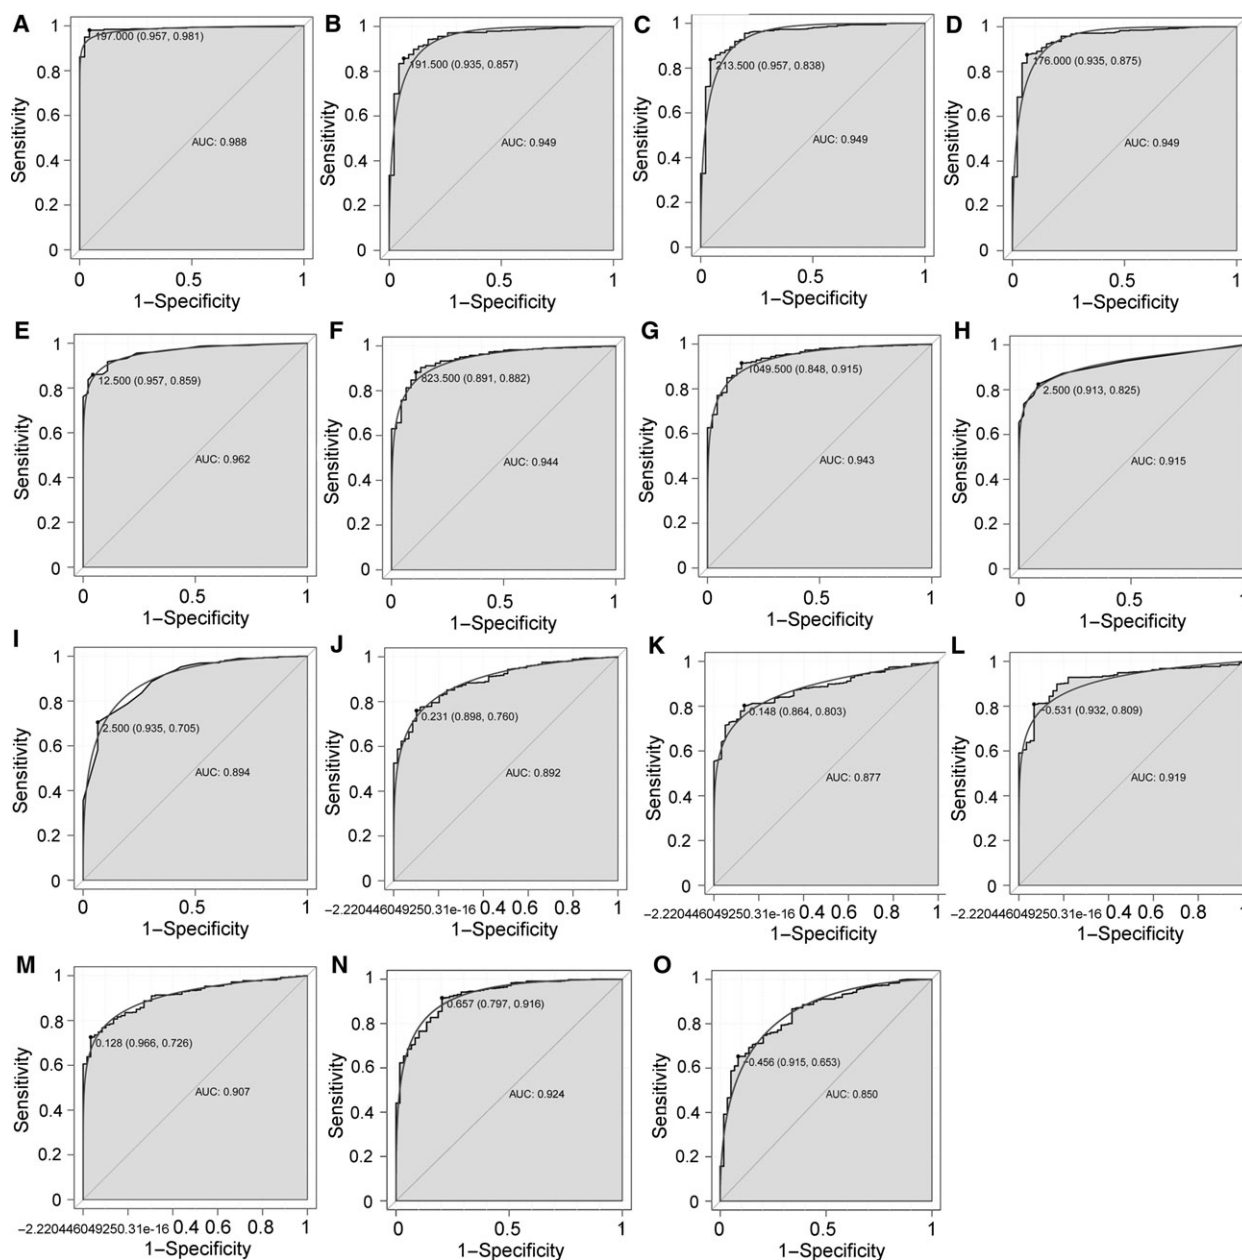 A
Sensitivity
1
0.8
0.6
0.4
0.2
0
197.000 (0.957, 0.981)
AUC: 0.988
0 0.5 1
1−Specificity
B
Sensitivity
1
0.8
0.6
0.4
0.2
0
191.500 (0.935, 0.857)
AUC: 0.949
0 0.5 1
1−Specificity
C
Sensitivity
1
0.8
0.6
0.4
0.2
0
213.500 (0.957, 0.838)
AUC: 0.949
0 0.5 1
1−Specificity
D
Sensitivity
1
0.8
0.6
0.4
0.2
0
176.000 (0.935, 0.875)
AUC: 0.949
0 0.5 1
1−Specificity
E
Sensitivity
1
0.8
0.6
0.4
0.2
0
12.500 (0.957, 0.859)
AUC: 0.962
0 0.5 1
1−Specificity
F
Sensitivity
1
0.8
0.6
0.4
0.2
0
823.500 (0.891, 0.882)
AUC: 0.944
0 0.5 1
1−Specificity
G
Sensitivity
1
0.8
0.6
0.4
0.2
0
1049.500 (0.848, 0.915)
AUC: 0.943
0 0.5 1
1−Specificity
H
Sensitivity
1
0.8
0.6
0.4
0.2
0
2.500 (0.913, 0.825)
AUC: 0.915
0 0.5 1
1−Specificity
I
Sensitivity
1
0.8
0.6
0.4
0.2
0
2.500 (0.935, 0.705)
AUC: 0.894
0 0.5 1
1−Specificity
J
Sensitivity
1
0.8
0.6
0.4
0.2
0
0.231 (0.898, 0.760)
AUC: 0.892
−2.220446049250.31e-16 0.4 0.6 0.8 1
1−Specificity
K
Sensitivity
1
0.8
0.6
0.4
0.2
0
0.148 (0.864, 0.803)
AUC: 0.877
−2.220446049250.31e-16 0.4 0.6 0.8 1
1−Specificity
L
Sensitivity
1
0.8
0.6
0.4
0.2
0
−0.531 (0.932, 0.809)
AUC: 0.919
−2.220446049250.31e-16 0.4 0.6 0.8 1
1−Specificity
M
Sensitivity
1
0.8
0.6
0.4
0.2
0
0.128 (0.966, 0.726)
AUC: 0.907
−2.220446049250.31e-16 0.4 0.6 0.8 1
1−Specificity
N
Sensitivity
1
0.8
0.6
0.4
0.2
0
0.657 (0.797, 0.916)
AUC: 0.924
0 0.5 1
1−Specificity
O
Sensitivity
1
0.8
0.6
0.4
0.2
0
−0.456 (0.915, 0.653)
AUC: 0.850
0 0.5 1
1−Specificity